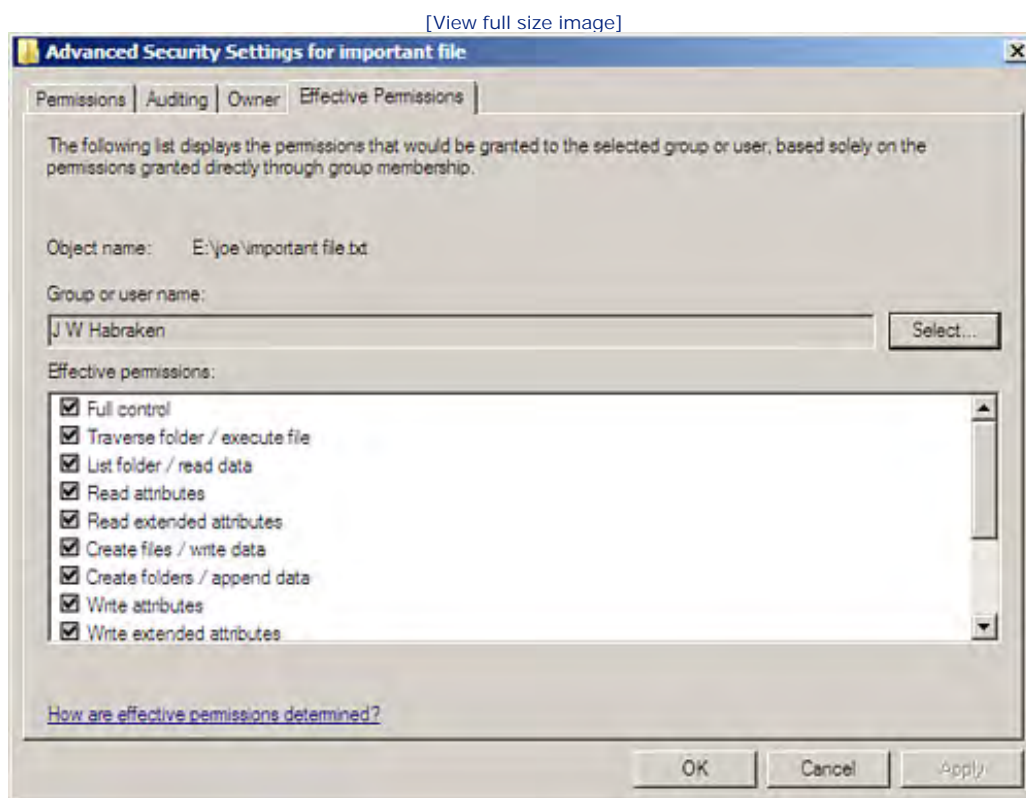 [View full size image]
Advanced Security Settings for important file
Permissions Auditing Owner Effective Permissions
The following list displays the permissions that would be granted to the selected group or user, based solely on the
permissions granted directly through group membership.
Object name: E:\joe\important file.txt
Group or user name:
J W Habraken
Select...
Effective permissions:
Full control
Traverse folder / execute file
List folder / read data
Read attributes
Read extended attributes
Create files / write data
Create folders / append data
Write attributes
Write extended attributes
How are effective permissions determined?
OK Cancel Apply